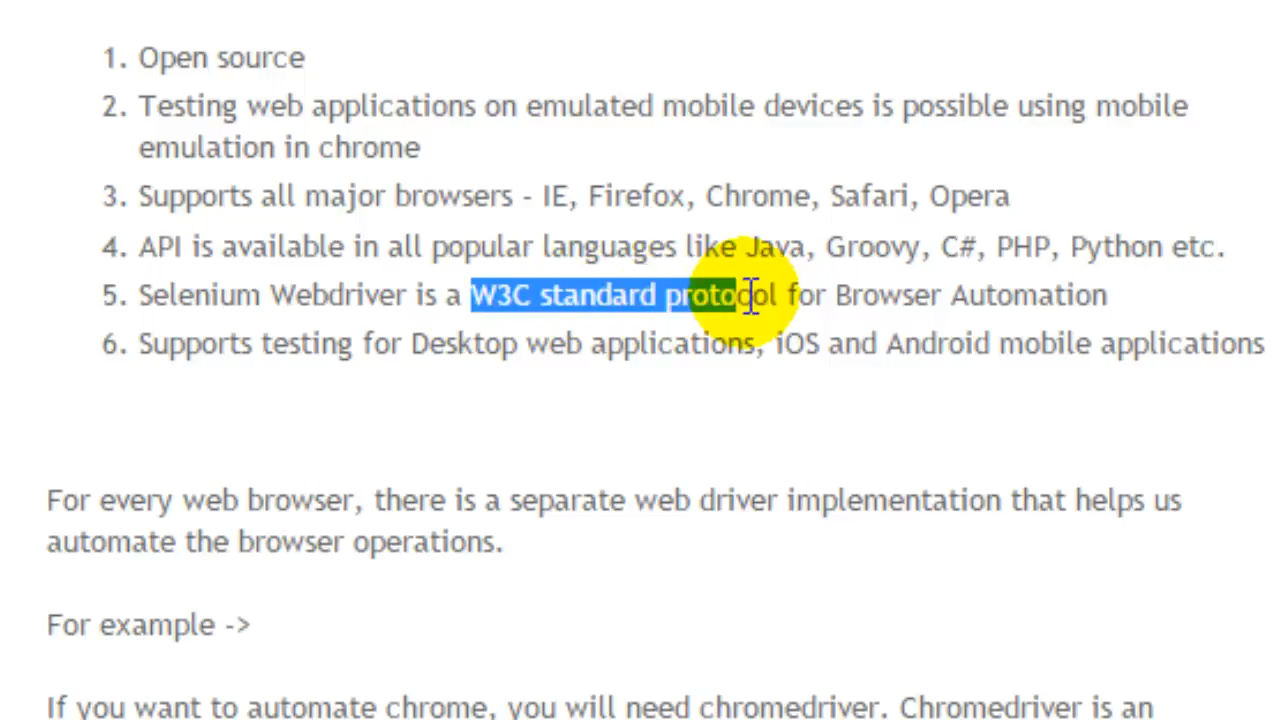 1. Open source
2. Testing web applications on emulated mobile devices is possible using mobile
emulation in chrome
3. Supports all major browsers - IE, Firefox, Chrome, Safari, Opera
4. API is available in all popular languages like Java, Groovy, C#, PHP, Python etc.
5. Selenium Webdriver is a W3C standard protocol for Browser Automation
6. Supports testing for Desktop web applications, iOS and Android mobile applications
For every web browser, there is a separate web driver implementation that helps us
automate the browser operations.
For example ->
If you want to automate chrome, you will need chromedriver. Chromedriver is an